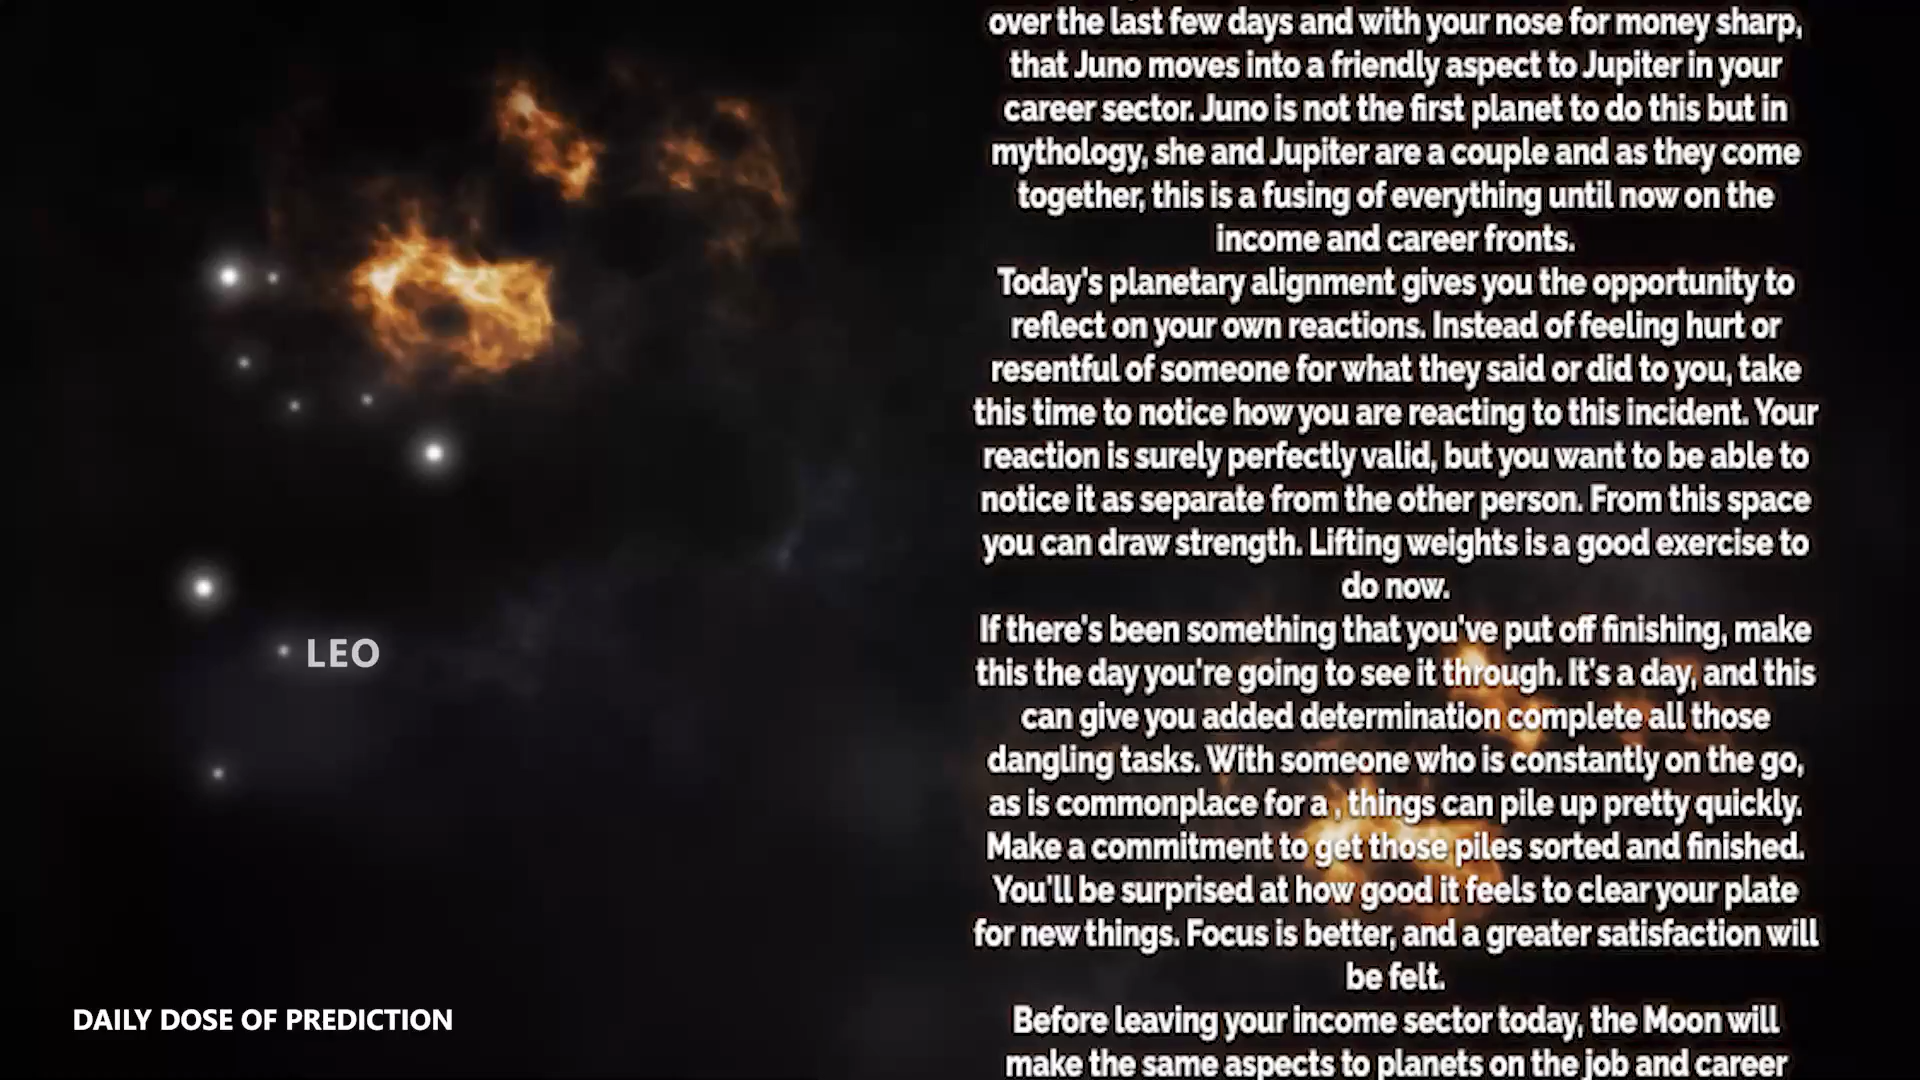 over the last few days and with your nose for money sharp,
that Juno moves into a friendly aspect to Jupiter in your
career sector. Juno is not the first planet to do this but in
mythology, she and Jupiter are a couple and as they come
together, this is a fusing of everything until now on the
income and career fronts.
Today's planetary alignment gives you the opportunity to
reflect on your own reactions. Instead of feeling hurt or
resentful of someone for what they said or did to you, take
this time to notice how you are reacting to this incident. Your
reaction is surely perfectly valid, but you want to be able to
notice it as separate from the other person. From this space
you can draw strength. Lifting weights is a good exercise to
do now.
If there's been something that you've put off finishing, make
this the day you're going to see it through. It's a day, and this
can give you added determination complete all those
dangling tasks. With someone who is constantly on the go,
as is commonplace for a , things can pile up pretty quickly.
Make a commitment to get those piles sorted and finished.
You'll be surprised at how good it feels to clear your plate
for new things. Focus is better, and a greater satisfaction will
be felt.
Before leaving your income sector today, the Moon will
make the same aspects to planets on the job and career
LEO
DAILY DOSE OF PREDICTION